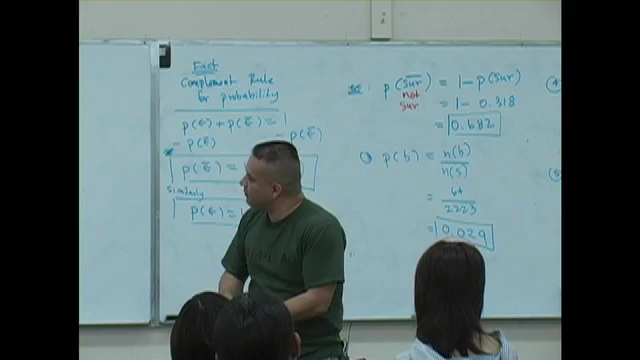 Fact
Complement Rule
for probability
p(E) + p(Ē) = 1
- p(Ē) - p(Ē)
* p(Ē) = 
Similarly
p(E) = 1
p(s̅u̅r̅) = 1 - p(sur)
not
sur
= 1 - 0.318
= 0.682
p(b) = n(b)
n(S)
= 64
2223
= 0.029